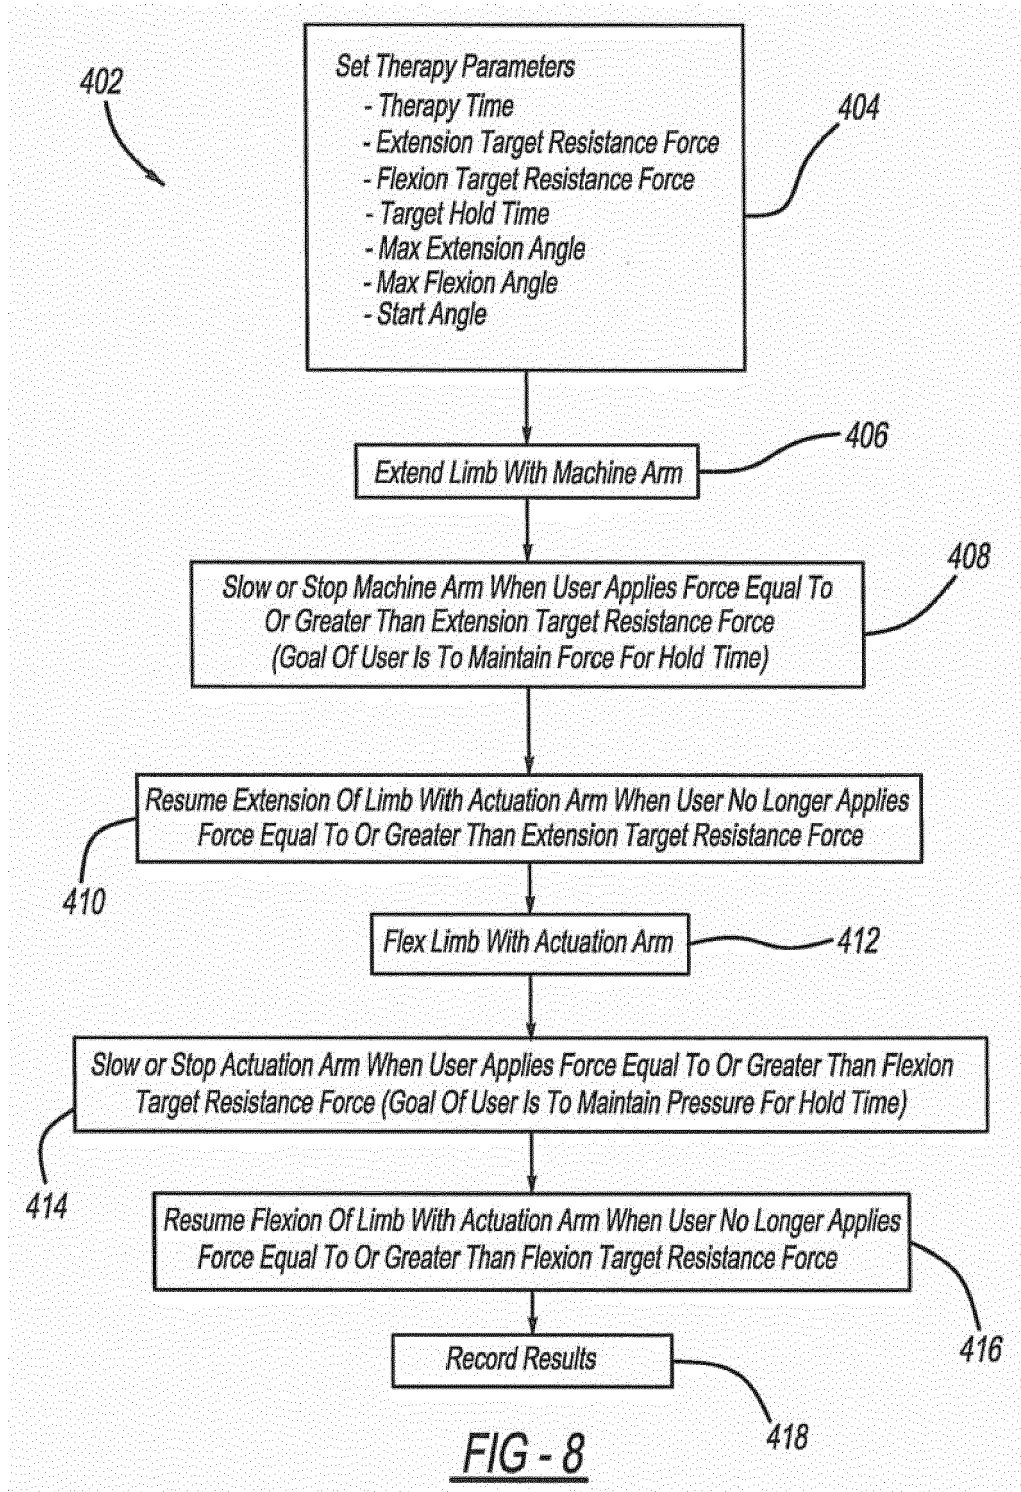 402
Set Therapy Parameters
- Therapy Time
- Extension Target Resistance Force
- Flexion Target Resistance Force
- Target Hold Time
- Max Extension Angle
- Max Flexion Angle
- Start Angle
404
Extend Limb With Machine Arm
406
Slow or Stop Machine Arm When User Applies Force Equal To
Or Greater Than Extension Target Resistance Force
(Goal Of User Is To Maintain Force For Hold Time)
408
Resume Extension Of Limb With Actuation Arm When User No Longer Applies
Force Equal To Or Greater Than Extension Target Resistance Force
410
Flex Limb With Actuation Arm
412
Slow or Stop Actuation Arm When User Applies Force Equal To Or Greater Than Flexion
Target Resistance Force (Goal Of User Is To Maintain Pressure For Hold Time)
414
Resume Flexion Of Limb With Actuation Arm When User No Longer Applies
Force Equal To Or Greater Than Flexion Target Resistance Force
416
Record Results
418
FIG - 8